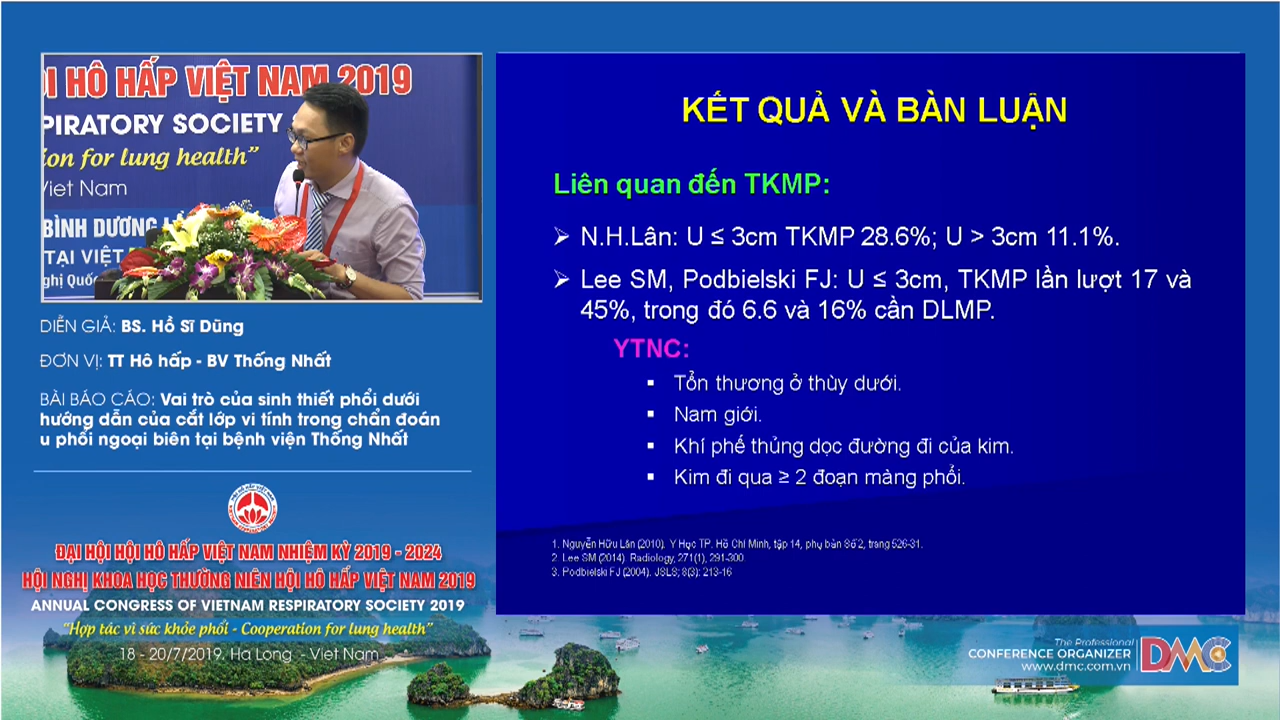 ỘI HÔ HẤP VIỆT NAM 2019
PIRATORY SOCIETY
ion for lung health”
Viet Nam
BÌNH DƯƠNG
TẠI VIỆT
ghị Quốc
DIỄN GIẢ: BS. Hồ Sĩ Dũng
ĐƠN VỊ: TT Hô hấp - BV Thống Nhất
BÀI BÁO CÁO: Vai trò của sinh thiết phổi dưới
hướng dẫn của cắt lớp vi tính trong chẩn đoán
u phổi ngoại biên tại bệnh viện Thống Nhất
ĐẠI HỘI HỘI HÔ HẤP VIỆT NAM NHIỆM KỲ 2019 - 2024
HỘI NGHỊ KHOA HỌC THƯỜNG NIÊN HỘI HÔ HẤP VIỆT NAM 2019
ANNUAL CONGRESS OF VIETNAM RESPIRATORY SOCIETY 2019
“Hợp tác vì sức khỏe phổi - Cooperation for lung health”
18 - 20/7/2019. Ha Long - Viet Nam
KẾT QUẢ VÀ BÀN LUẬN
Liên quan đến TKMP:
➢ N.H.Lân: U ≤ 3cm TKMP 28.6%; U > 3cm 11.1%.
➢ Lee SM, Podbielski FJ: U ≤ 3cm, TKMP lần lượt 17 và
45%, trong đó 6.6 và 16% cần DLMP.
YTNC:
▪ Tổn thương ở thùy dưới.
▪ Nam giới.
▪ Khí phế thủng dọc đường đi của kim.
▪ Kim đi qua ≥ 2 đoạn màng phổi.
1. Nguyễn Hữu Lân (2010). Y Học TP. Hồ Chí Minh, tập 14, phụ bản Số 2, trang 526-31.
2. Lee SM (2014). Radiology, 271(1), 291-300.
3. Podbielski FJ (2004). JSLS; 8(3): 213-16
The Professional
CONFERENCE ORGANIZER
www.dmc.com.vn
DMC